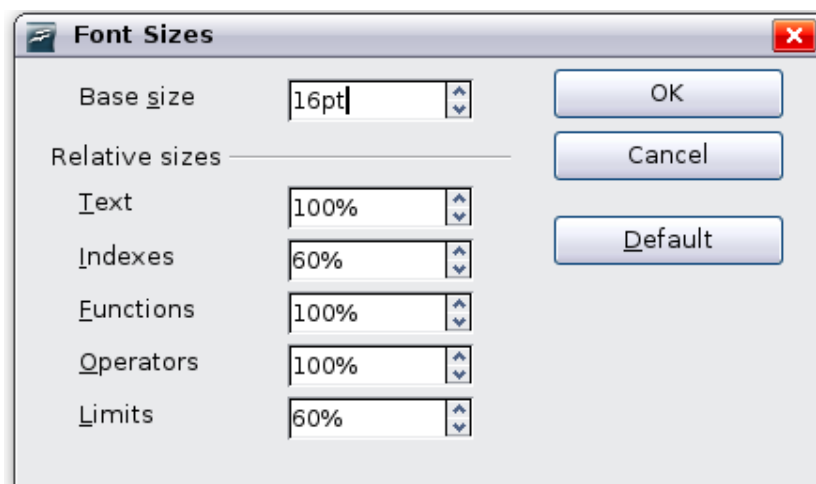 Font Sizes
Base size 16pt OK
Relative sizes Cancel
Text 100%
Default
Indexes 60%
Functions 100%
Operators 100%
Limits 60%